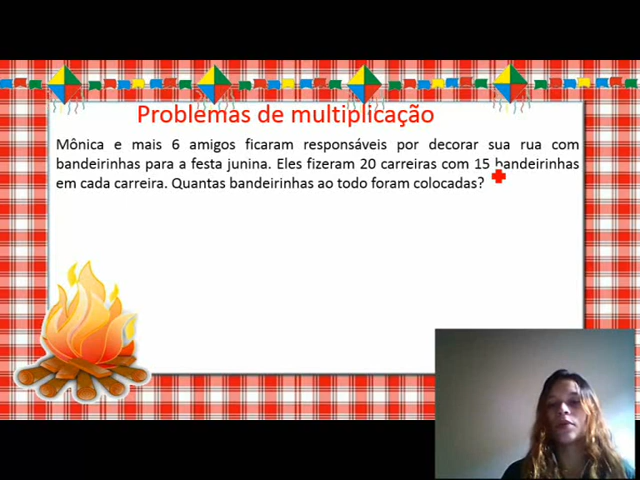 Problemas de multiplicação
Mônica e mais 6 amigos ficaram responsáveis por decorar sua rua com
bandeirinhas para a festa junina. Eles fizeram 20 carreiras com 15 bandeirinhas
em cada carreira. Quantas bandeirinhas ao todo foram colocadas?